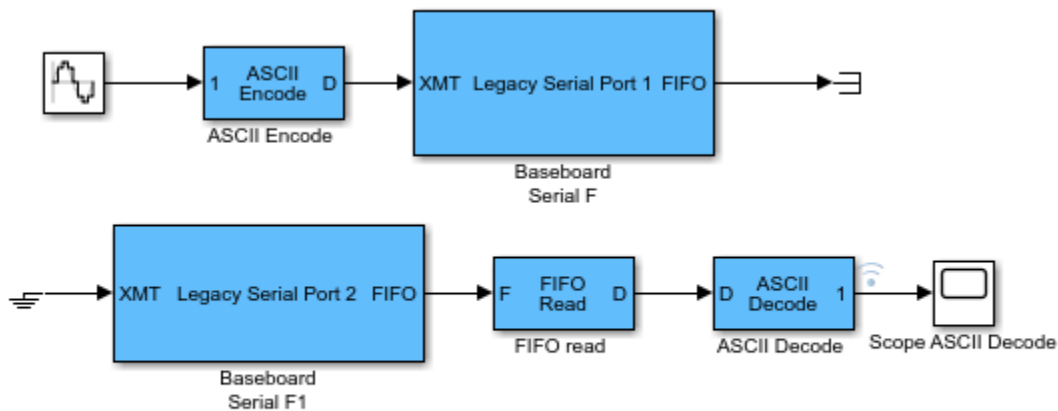 1 ASCII Encode D
ASCII Encode
XMT Legacy Serial Port 1 FIFO
Baseboard
Serial F
XMT Legacy Serial Port 2 FIFO
Baseboard
Serial F1
F FIFO Read D
FIFO read
D ASCII Decode 1
ASCII Decode
Scope ASCII Decode